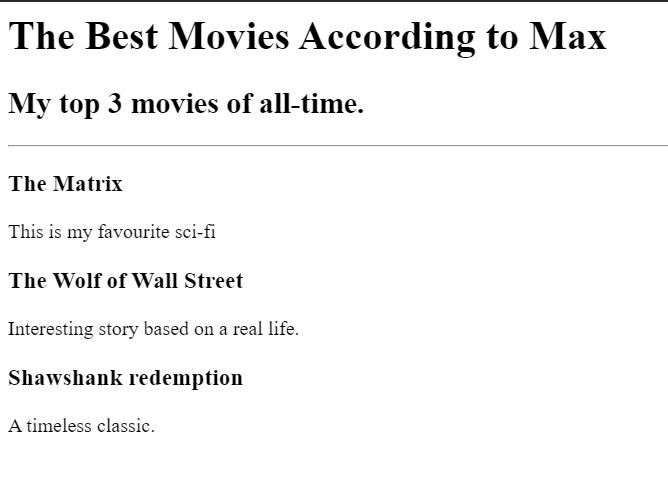 The Best Movies According to Max
My top 3 movies of all-time.
The Matrix
This is my favourite sci-fi
The Wolf of Wall Street
Interesting story based on a real life.
Shawshank redemption
A timeless classic.